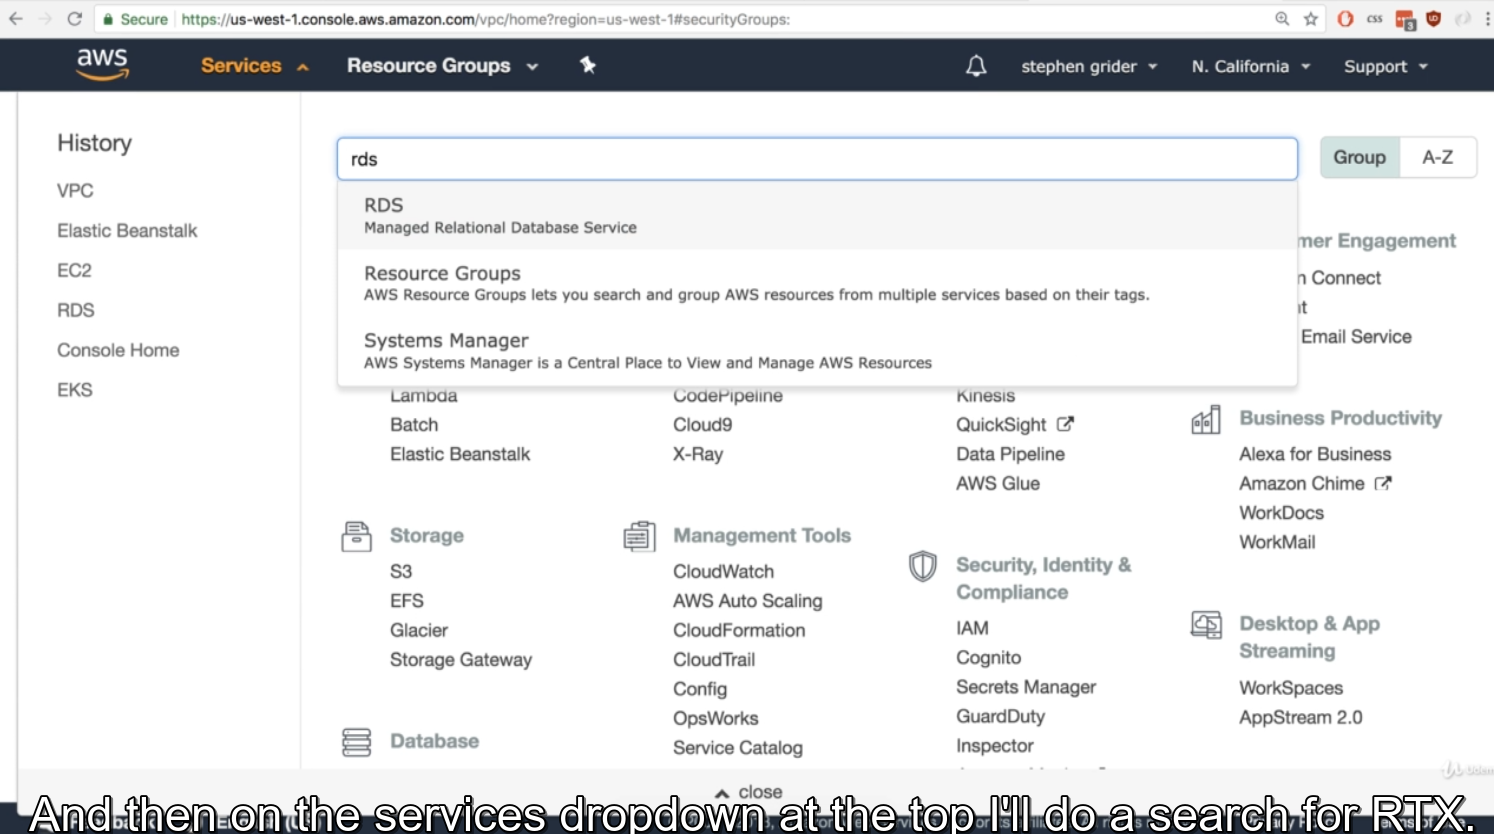 Secure https://us-west-1.console.aws.amazon.com/vpc/home?region=us-west-1#securityGroups:
css
3
aws Services Resource Groups stephen grider N. California Support
History
VPC
Elastic Beanstalk
EC2
RDS
Console Home
EKS
rds
Group A-Z
RDS
Managed Relational Database Service
Resource Groups
AWS Resource Groups lets you search and group AWS resources from multiple services based on their tags.
Systems Manager
AWS Systems Manager is a Central Place to View and Manage AWS Resources
Lambda
Batch
Elastic Beanstalk
Storage
S3
EFS
Glacier
Storage Gateway
Database
CodePipeline
Cloud9
X-Ray
Management Tools
CloudWatch
AWS Auto Scaling
CloudFormation
CloudTrail
Config
OpsWorks
Service Catalog
Kinesis
QuickSight
Data Pipeline
AWS Glue
Security, Identity &
Compliance
IAM
Cognito
Secrets Manager
GuardDuty
Inspector
mer Engagement
n Connect
t
Email Service
Business Productivity
Alexa for Business
Amazon Chime
WorkDocs
WorkMail
Desktop & App
Streaming
WorkSpaces
AppStream 2.0
close
And then on the services dropdown at the top I'll do a search for RTX.